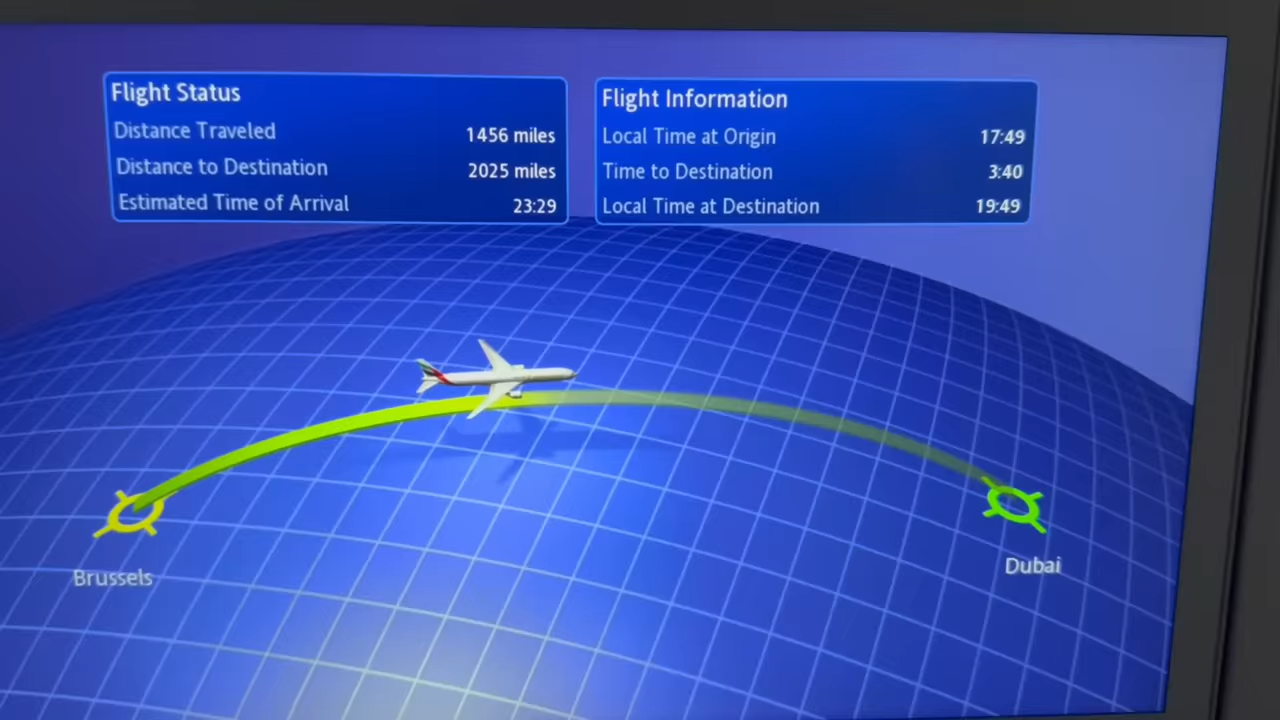 Flight Status
Distance Traveled 1456 miles
Distance to Destination 2025 miles
Estimated Time of Arrival 23:29
Flight Information
Local Time at Origin 17:49
Time to Destination 3:40
Local Time at Destination 19:49
Brussels
Dubai